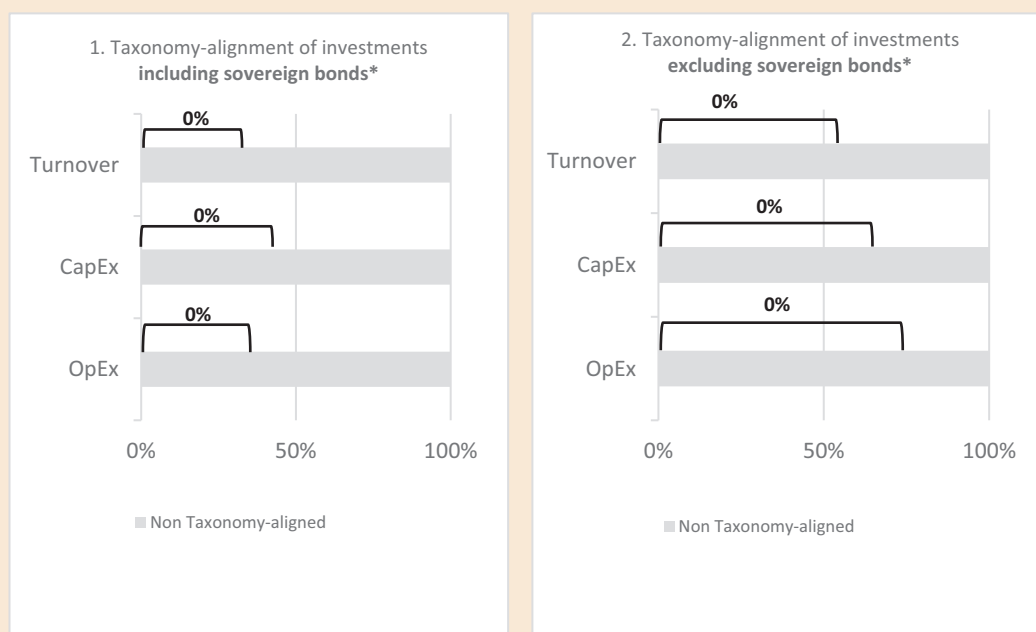 1. Taxonomy-alignment of investments
including sovereign bonds*
0%
Turnover
0%
CapEx
0%
OpEx
0% 50% 100%
Non Taxonomy-aligned
2. Taxonomy-alignment of investments
excluding sovereign bonds*
0%
Turnover
0%
CapEx
0%
OpEx
0% 50% 100%
Non Taxonomy-aligned